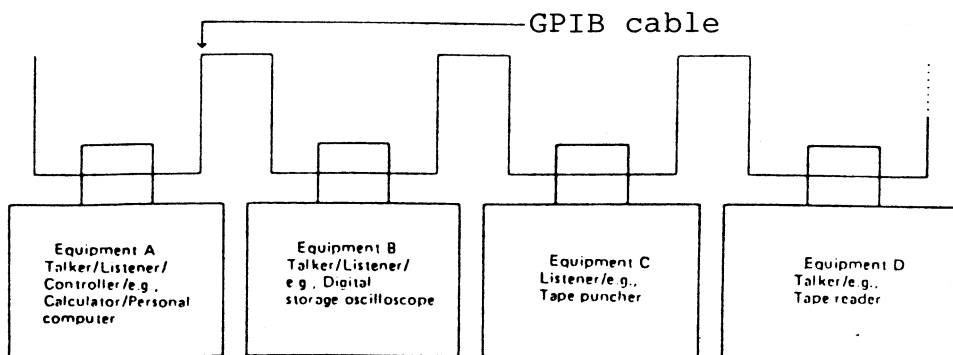 GPIB cable
Equipment A
Talker/Listener/
Controller/e.g.,
Calculator/Personal
computer
Equipment B
Talker/Listener/
e.g., Digital
storage oscilloscope
Equipment C
Listener/e.g.,
Tape puncher
Equipment D
Talker/e.g.,
Tape reader